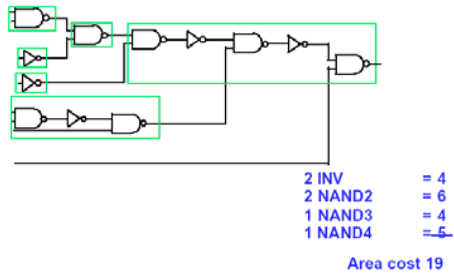 2 INV = 4
2 NAND2 = 6
1 NAND3 = 4
1 NAND4 = 5
Area cost 19